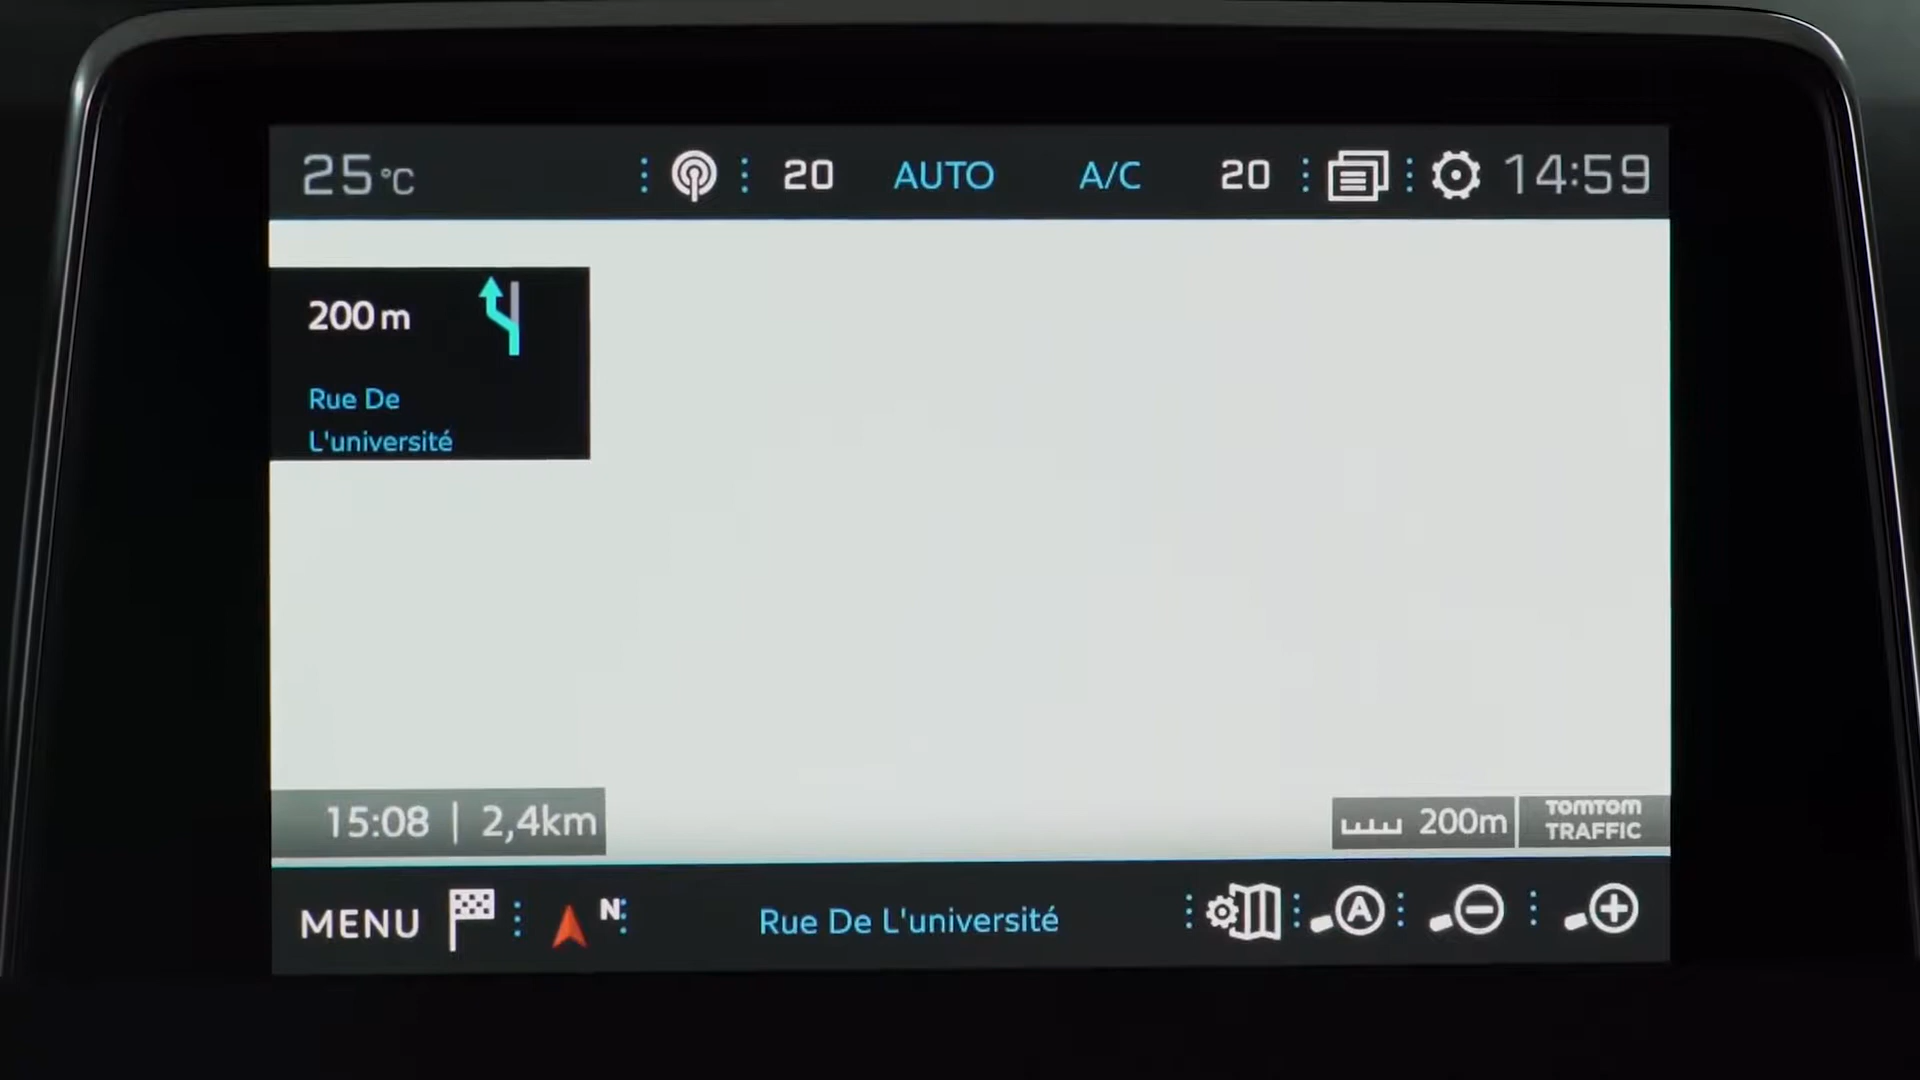 25°C 20 AUTO A/C 20 14:59
200 m
Rue De
L'université
15:08 | 2,4km
200m
TOMTOM
TRAFFIC
MENU N Rue De L'université A